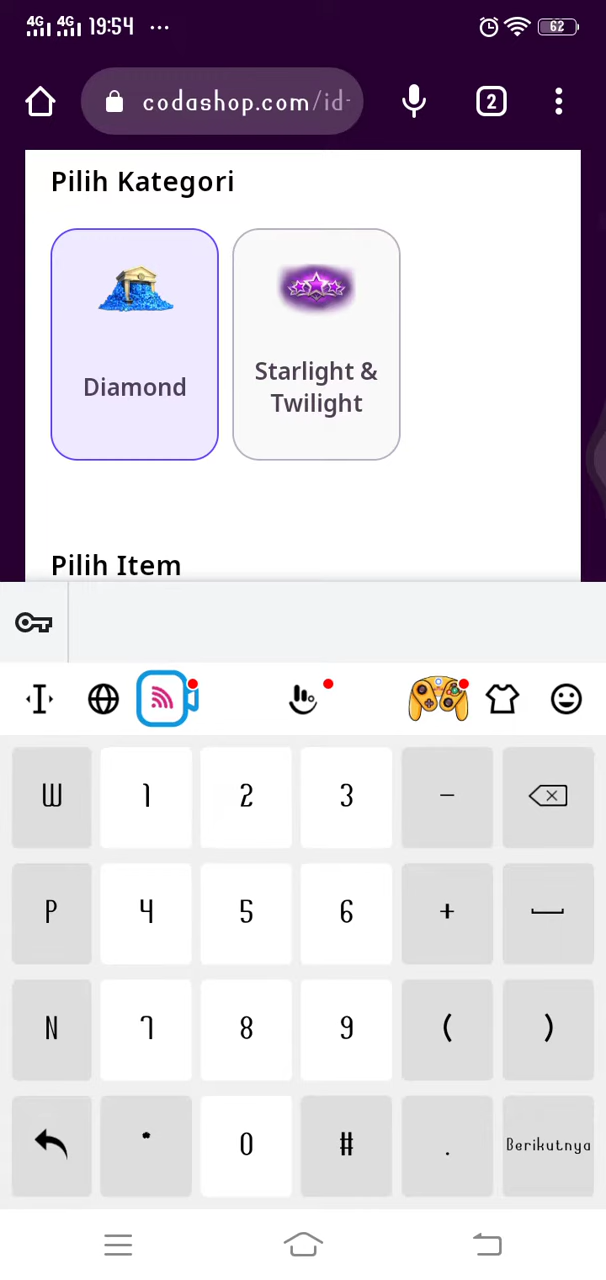 4G 4G 19:54 ... 62
codashop.com/id-
2
Pilih Kategori
Diamond
Starlight &
Twilight
Pilih Item
W 1 2 3 -
P 4 5 6 +
N 7 8 9 ( )
* 0 # . Berikutnya